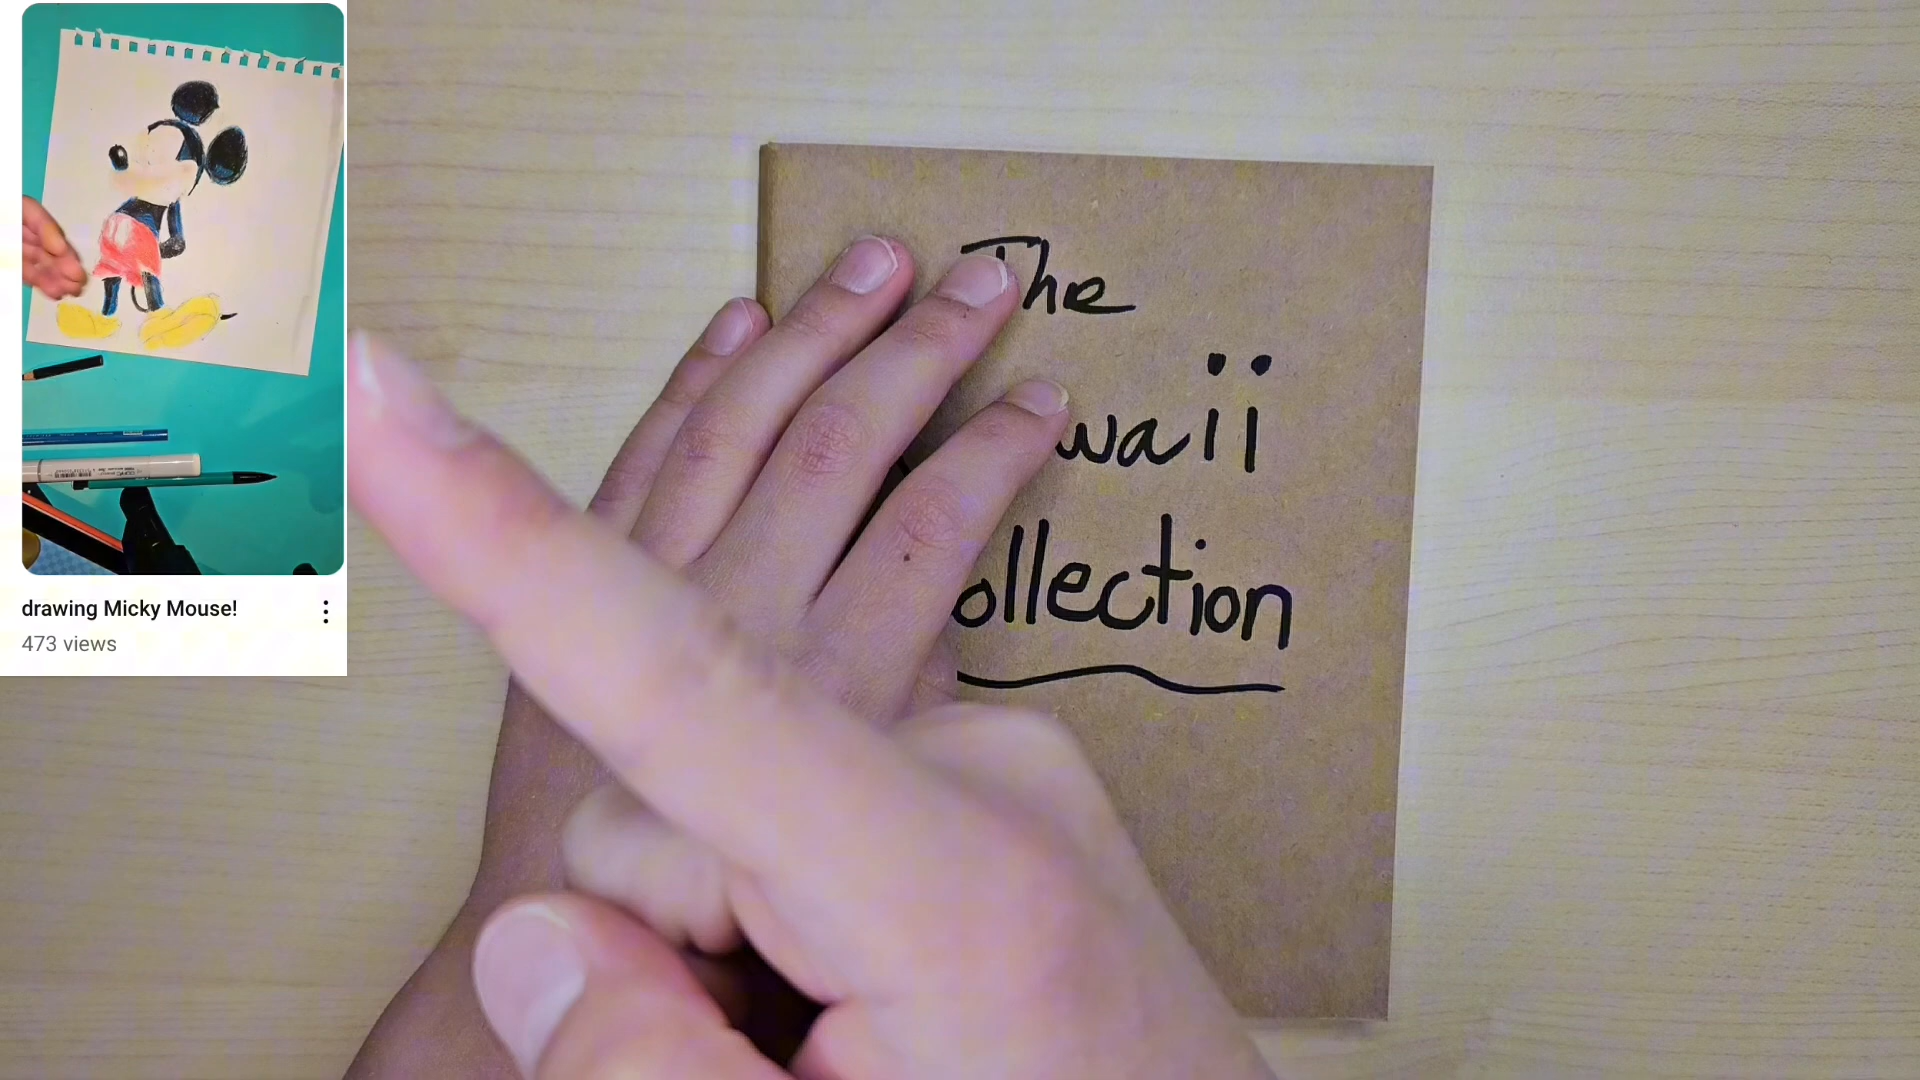 drawing Micky Mouse!
473 views
The
waii
ollection